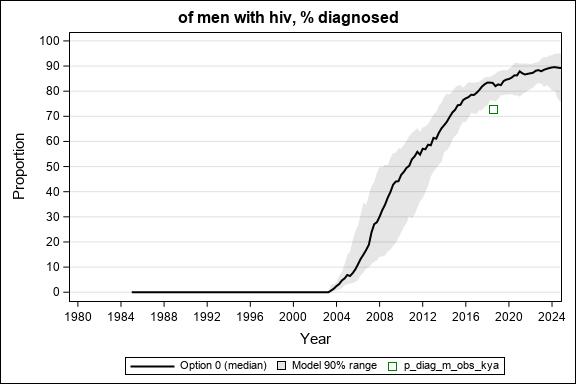 of men with hiv, % diagnosed
100
90
80
70
60
50
40
30
20
10
0
Proportion
1980 1984 1988 1992 1996 2000 2004 2008 2012 2016 2020 2024
Year
Option 0 (median) Model 90% range p_diag_m_obs_kya